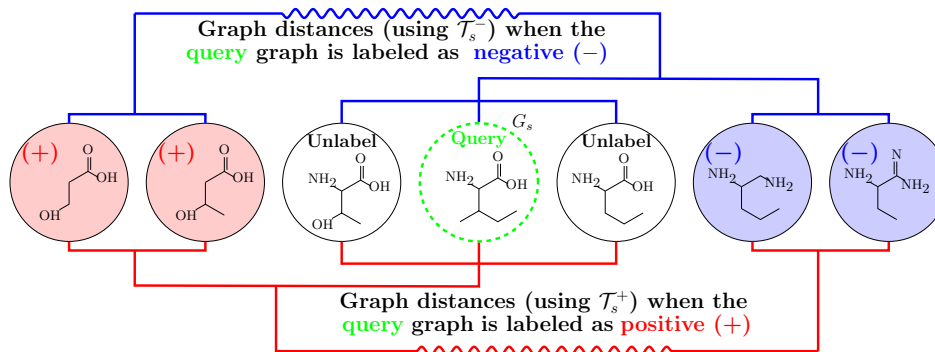 Graph distances (using 𝒯ₛ⁻) when the
query graph is labeled as negative (−)
Gₛ
(+)
(+)
Unlabel
Query
Unlabel
(−)
(−)
O
OH
OH
O
OH
OH
O
NH₂
OH
OH
O
NH₂
OH
O
NH₂
OH
NH₂
NH₂
N
NH₂
NH₂
Graph distances (using 𝒯ₛ⁺) when the
query graph is labeled as positive (+)